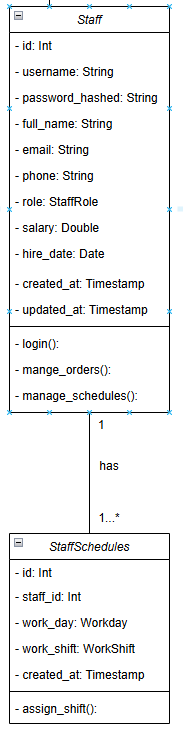 Staff
- id: Int
- username: String
- password_hashed: String
- full_name: String
- email: String
- phone: String
- role: StaffRole
- salary: Double
- hire_date: Date
- created_at: Timestamp
- updated_at: Timestamp
- login():
- mange_orders():
- manage_schedules():
1
has
1...*
StaffSchedules
- id: Int
- staff_id: Int
- work_day: Workday
- work_shift: WorkShift
- created_at: Timestamp
- assign_shift():